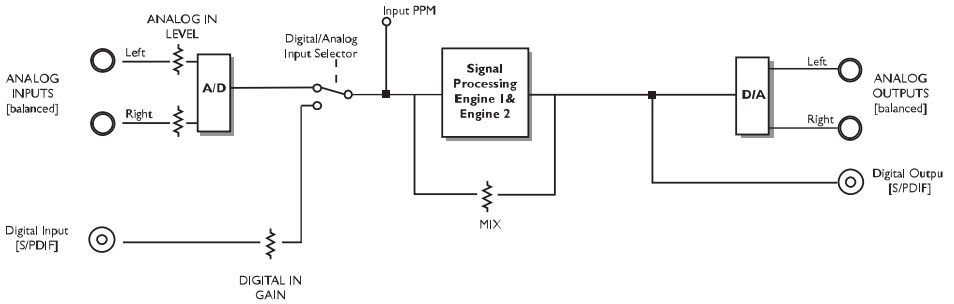 Input PPM
ANALOG IN
LEVEL
Digital/Analog
Input Selector
Left
ANALOG
INPUTS
[balanced]
A/D
Right
Signal
Processing
Engine 1&
Engine 2
D/A
Left
ANALOG
OUTPUTS
[balanced]
Right
MIX
Digital Outpu
[S/PDIF]
Digital Input
[S/PDIF]
DIGITAL IN
GAIN